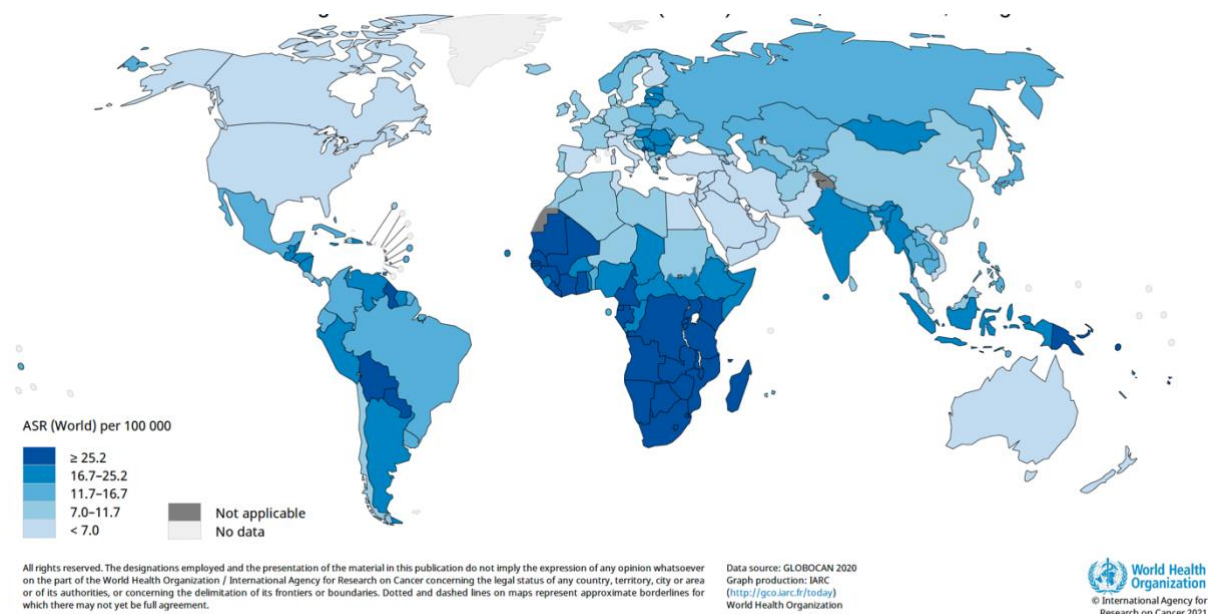 ASR (World) per 100 000
≥ 25.2
16.7–25.2
11.7–16.7
7.0–11.7
< 7.0
Not applicable
No data
All rights reserved. The designations employed and the presentation of the material in this publication do not imply the expression of any opinion whatsoever
on the part of the World Health Organization / International Agency for Research on Cancer concerning the legal status of any country, territory, city or area
or of its authorities, or concerning the delimitation of its frontiers or boundaries. Dotted and dashed lines on maps represent approximate borderlines for
which there may not yet be full agreement.
Data source: GLOBOCAN 2020
Graph production: IARC
(http://gco.iarc.fr/today)
World Health Organization
World Health
Organization
© International Agency for
Research on Cancer 2021